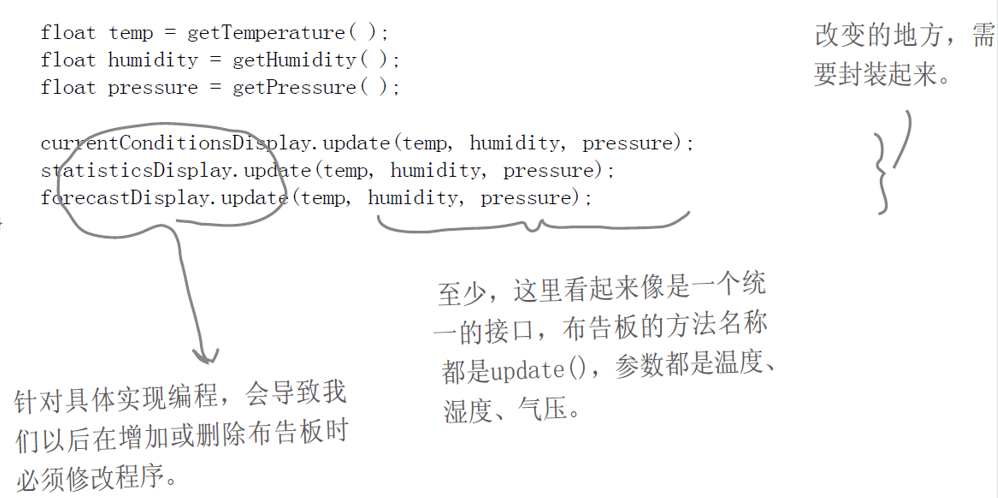 float temp = getTemperature( );
float humidity = getHumidity( );
float pressure = getPressure( );
currentConditionsDisplay.update(temp, humidity, pressure);
statisticsDisplay.update(temp, humidity, pressure);
forecastDisplay.update(temp, humidity, pressure);
改变的地方，需
要封装起来。
至少，这里看起来像是一个统
一的接口，布告板的方法名称
都是update()，参数都是温度、
湿度、气压。
针对具体实现编程，会导致我
们以后在增加或删除布告板时
必须修改程序。